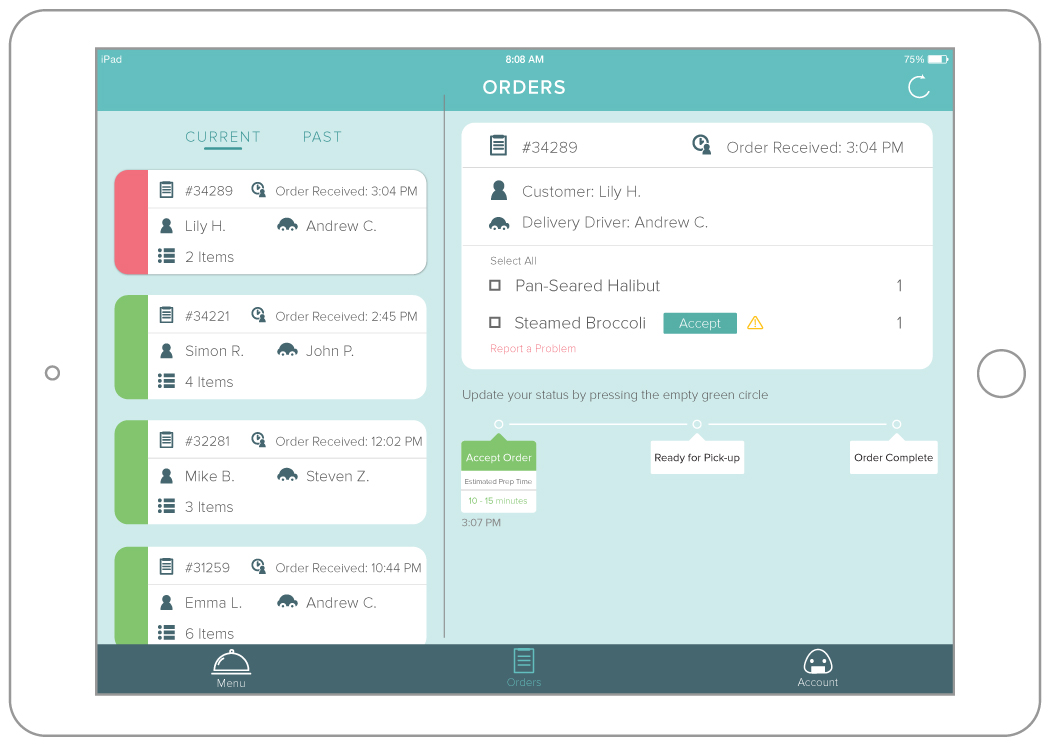 iPad 8:08 AM 75%
ORDERS
CURRENT PAST
#34289 Order Received: 3:04 PM
Lily H. Andrew C.
2 Items
#34221 Order Received: 2:45 PM
Simon R. John P.
4 Items
#32281 Order Received: 12:02 PM
Mike B. Steven Z.
3 Items
#31259 Order Received: 10:44 PM
Emma L. Andrew C.
6 Items
#34289 Order Received: 3:04 PM
Customer: Lily H.
Delivery Driver: Andrew C.
Select All
Pan-Seared Halibut 1
Steamed Broccoli Accept 1
Report a Problem
Update your status by pressing the empty green circle
Accept Order Ready for Pick-up Order Complete
Estimated Prep Time
10 - 15 minutes
3:07 PM
Menu Orders Account